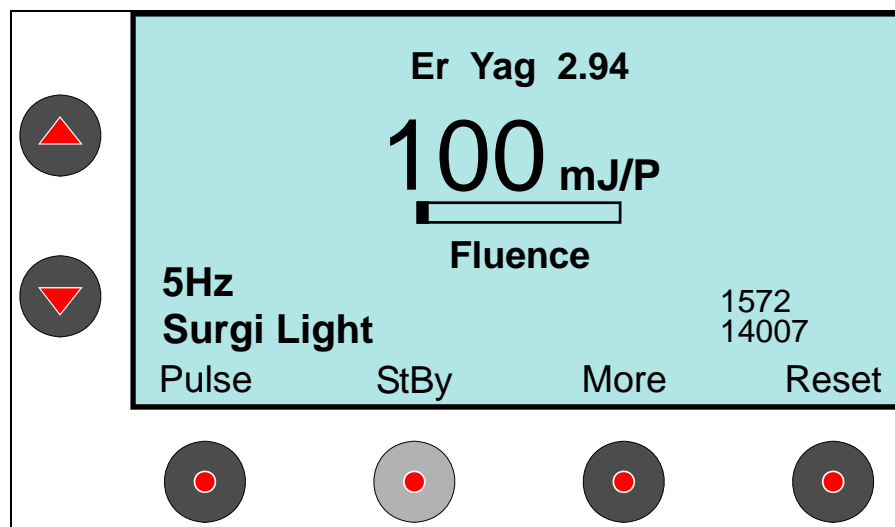 Er Yag 2.94
100 mJ/P
Fluence
5Hz
1572
Surgi Light
14007
Pulse StBy More Reset